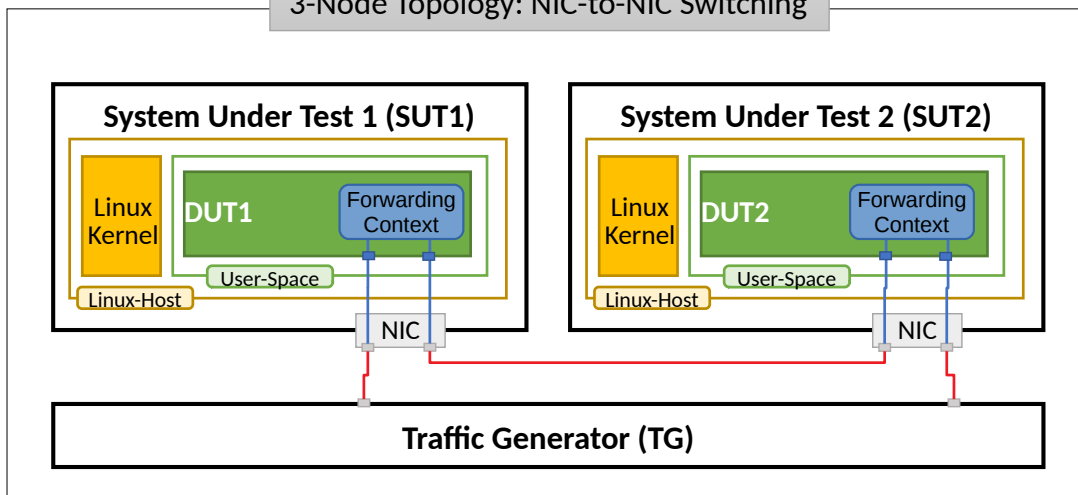 3-Node Topology: NIC-to-NIC Switching
System Under Test 1 (SUT1)
Linux
Kernel
DUT1
Forwarding
Context
User-Space
Linux-Host
NIC
System Under Test 2 (SUT2)
Linux
Kernel
DUT2
Forwarding
Context
User-Space
Linux-Host
NIC
Traffic Generator (TG)